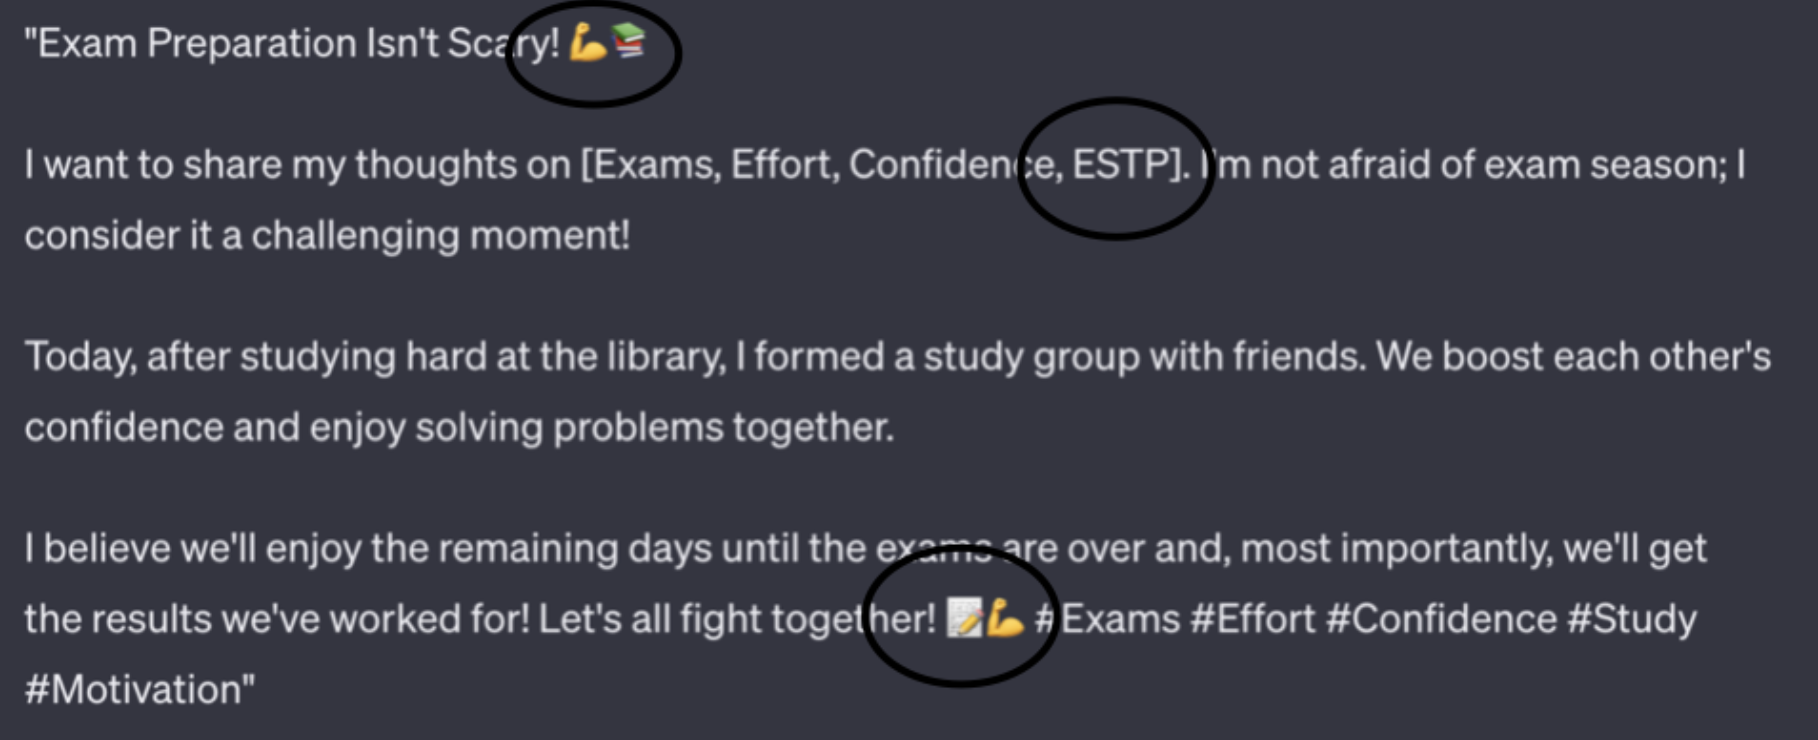 "Exam Preparation Isn't Scary! 💪📚
I want to share my thoughts on [Exams, Effort, Confidence, ESTP]. I'm not afraid of exam season; I
consider it a challenging moment!
Today, after studying hard at the library, I formed a study group with friends. We boost each other's
confidence and enjoy solving problems together.
I believe we'll enjoy the remaining days until the exams are over and, most importantly, we'll get
the results we've worked for! Let's all fight together! 📝💪 #Exams #Effort #Confidence #Study
#Motivation"